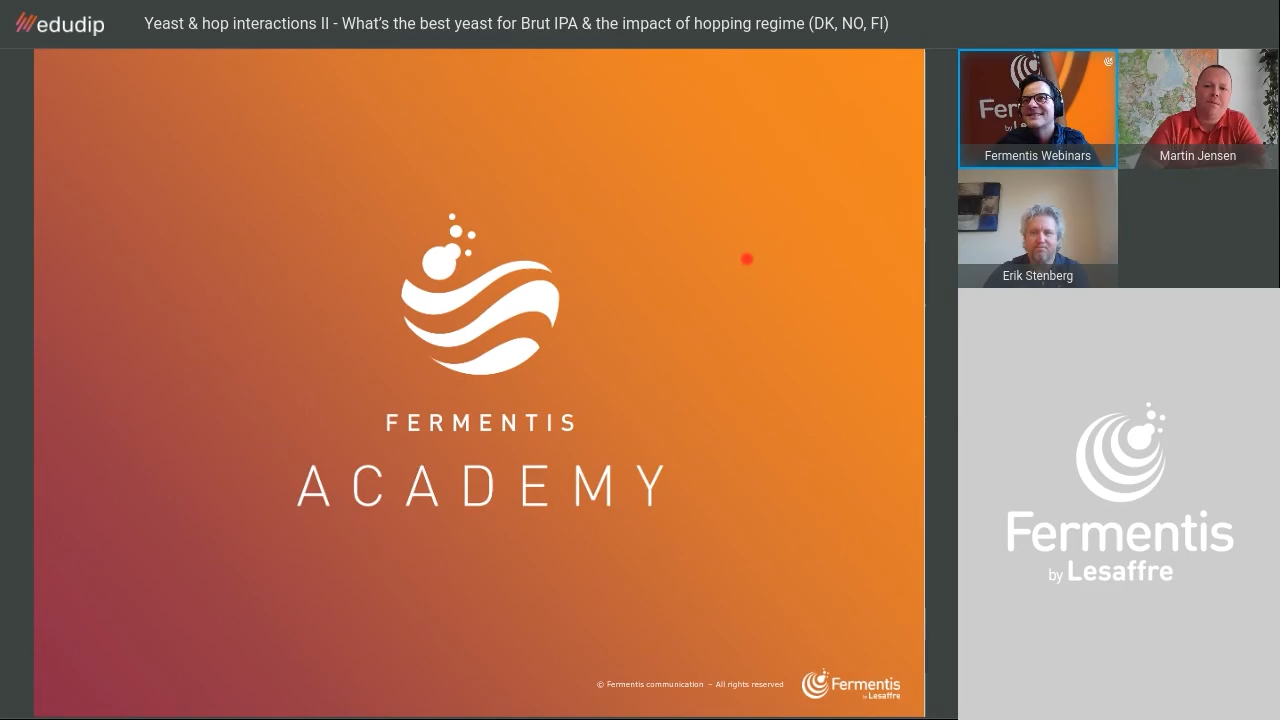 edudip
Yeast & hop interactions II - What’s the best yeast for Brut IPA & the impact of hopping regime (DK, NO, FI)
FERMENTIS
ACADEMY
© Fermentis communication – All rights reserved
Fermentis
by Lesaffre
Fermentis Webinars
Martin Jensen
Erik Stenberg
Fermentis
by Lesaffre